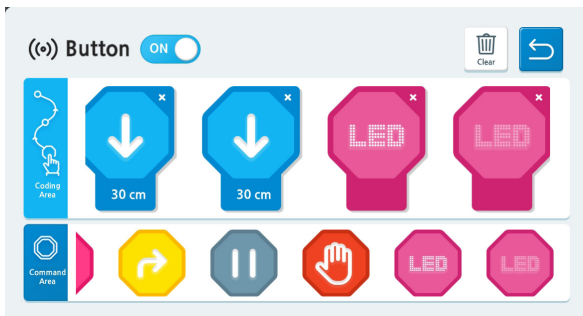 Button ON
Clear
Coding
Area
30 cm
30 cm
LED
LED
Command
Area
LED
LED